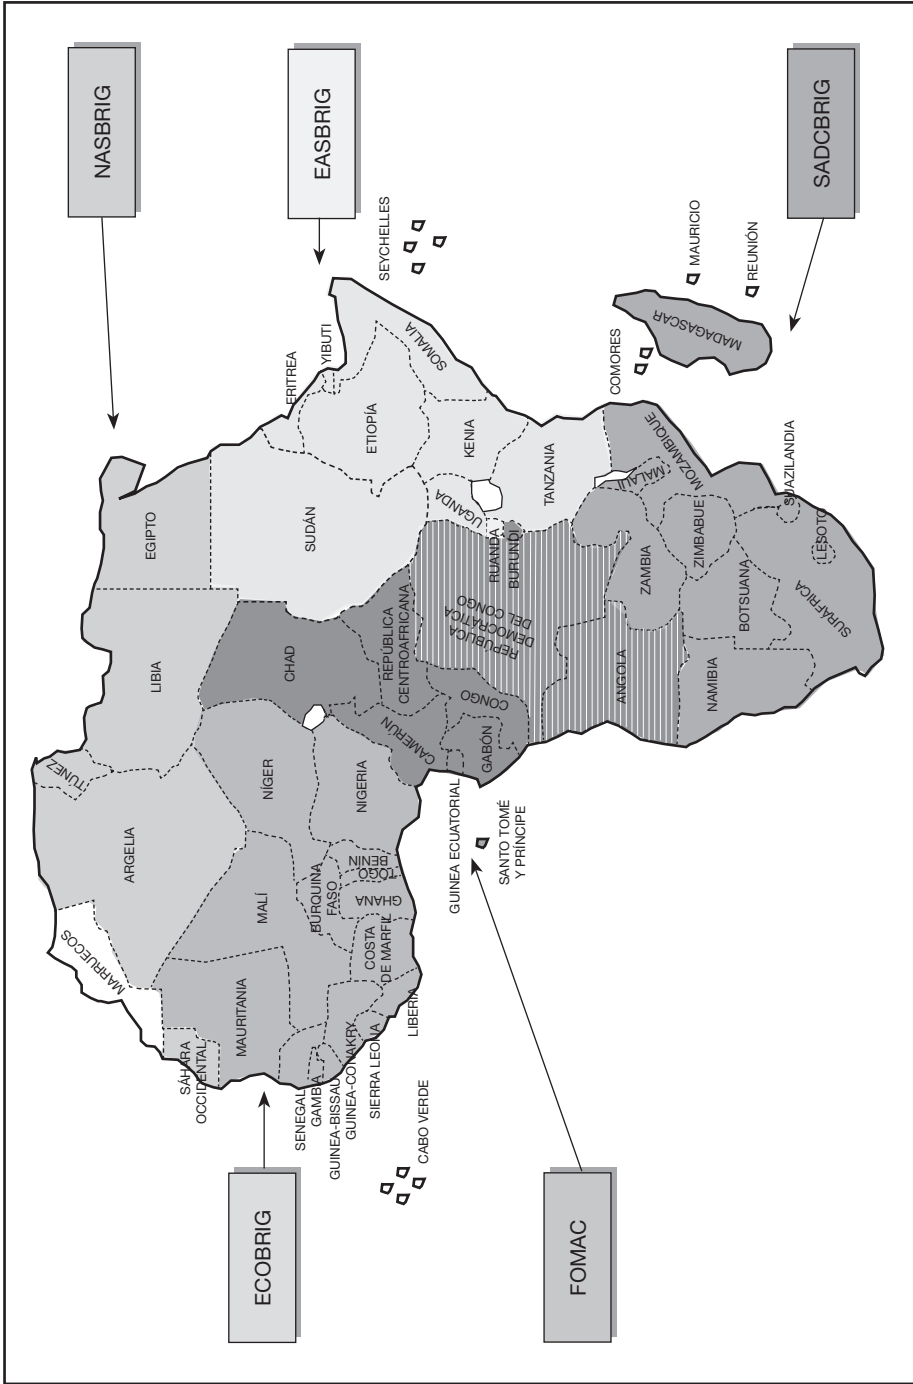 NASBRIG
EASBRIG
SADCBRIG
ECOBRIG
FOMAC
MARRUECOS
ARGELIA
TÚNEZ
LIBIA
EGIPTO
SÁHARA
OCCIDENTAL
MAURITANIA
MALÍ
NÍGER
CHAD
SUDÁN
ERITREA
YIBUTI
ETIOPÍA
SOMALIA
SEYCHELLES
SENEGAL
GAMBIA
GUINEA-BISSAU
GUINEA-CONAKRY
SIERRA LEONA
LIBERIA
CABO VERDE
COSTA
DE MARFIL
BURQUINA
FASO
GHANA
TOGO
BENÍN
NIGERIA
CAMERÚN
REPÚBLICA
CENTROAFRICANA
GUINEA ECUATORIAL
SANTO TOMÉ
Y PRÍNCIPE
GABÓN
CONGO
REPÚBLICA
DEMOCRÁTICA
DEL CONGO
UGANDA
KENIA
RUANDA
BURUNDI
TANZANIA
ANGOLA
ZAMBIA
MALAUI
MOZAMBIQUE
COMORES
MADAGASCAR
MAURICIO
REUNIÓN
NAMIBIA
BOTSUANA
ZIMBABUE
SUAZILANDIA
LESOTO
SURÁFRICA